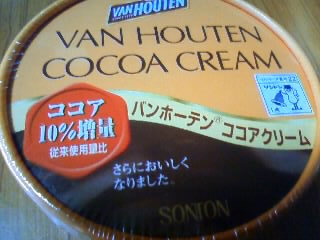 VAN HOUTEN
VAN HOUTEN
COCOA CREAM
ココア
10%増量
従来使用量比
バンホーテン® ココアクリーム
さらにおいしく
なりました。
SONTON